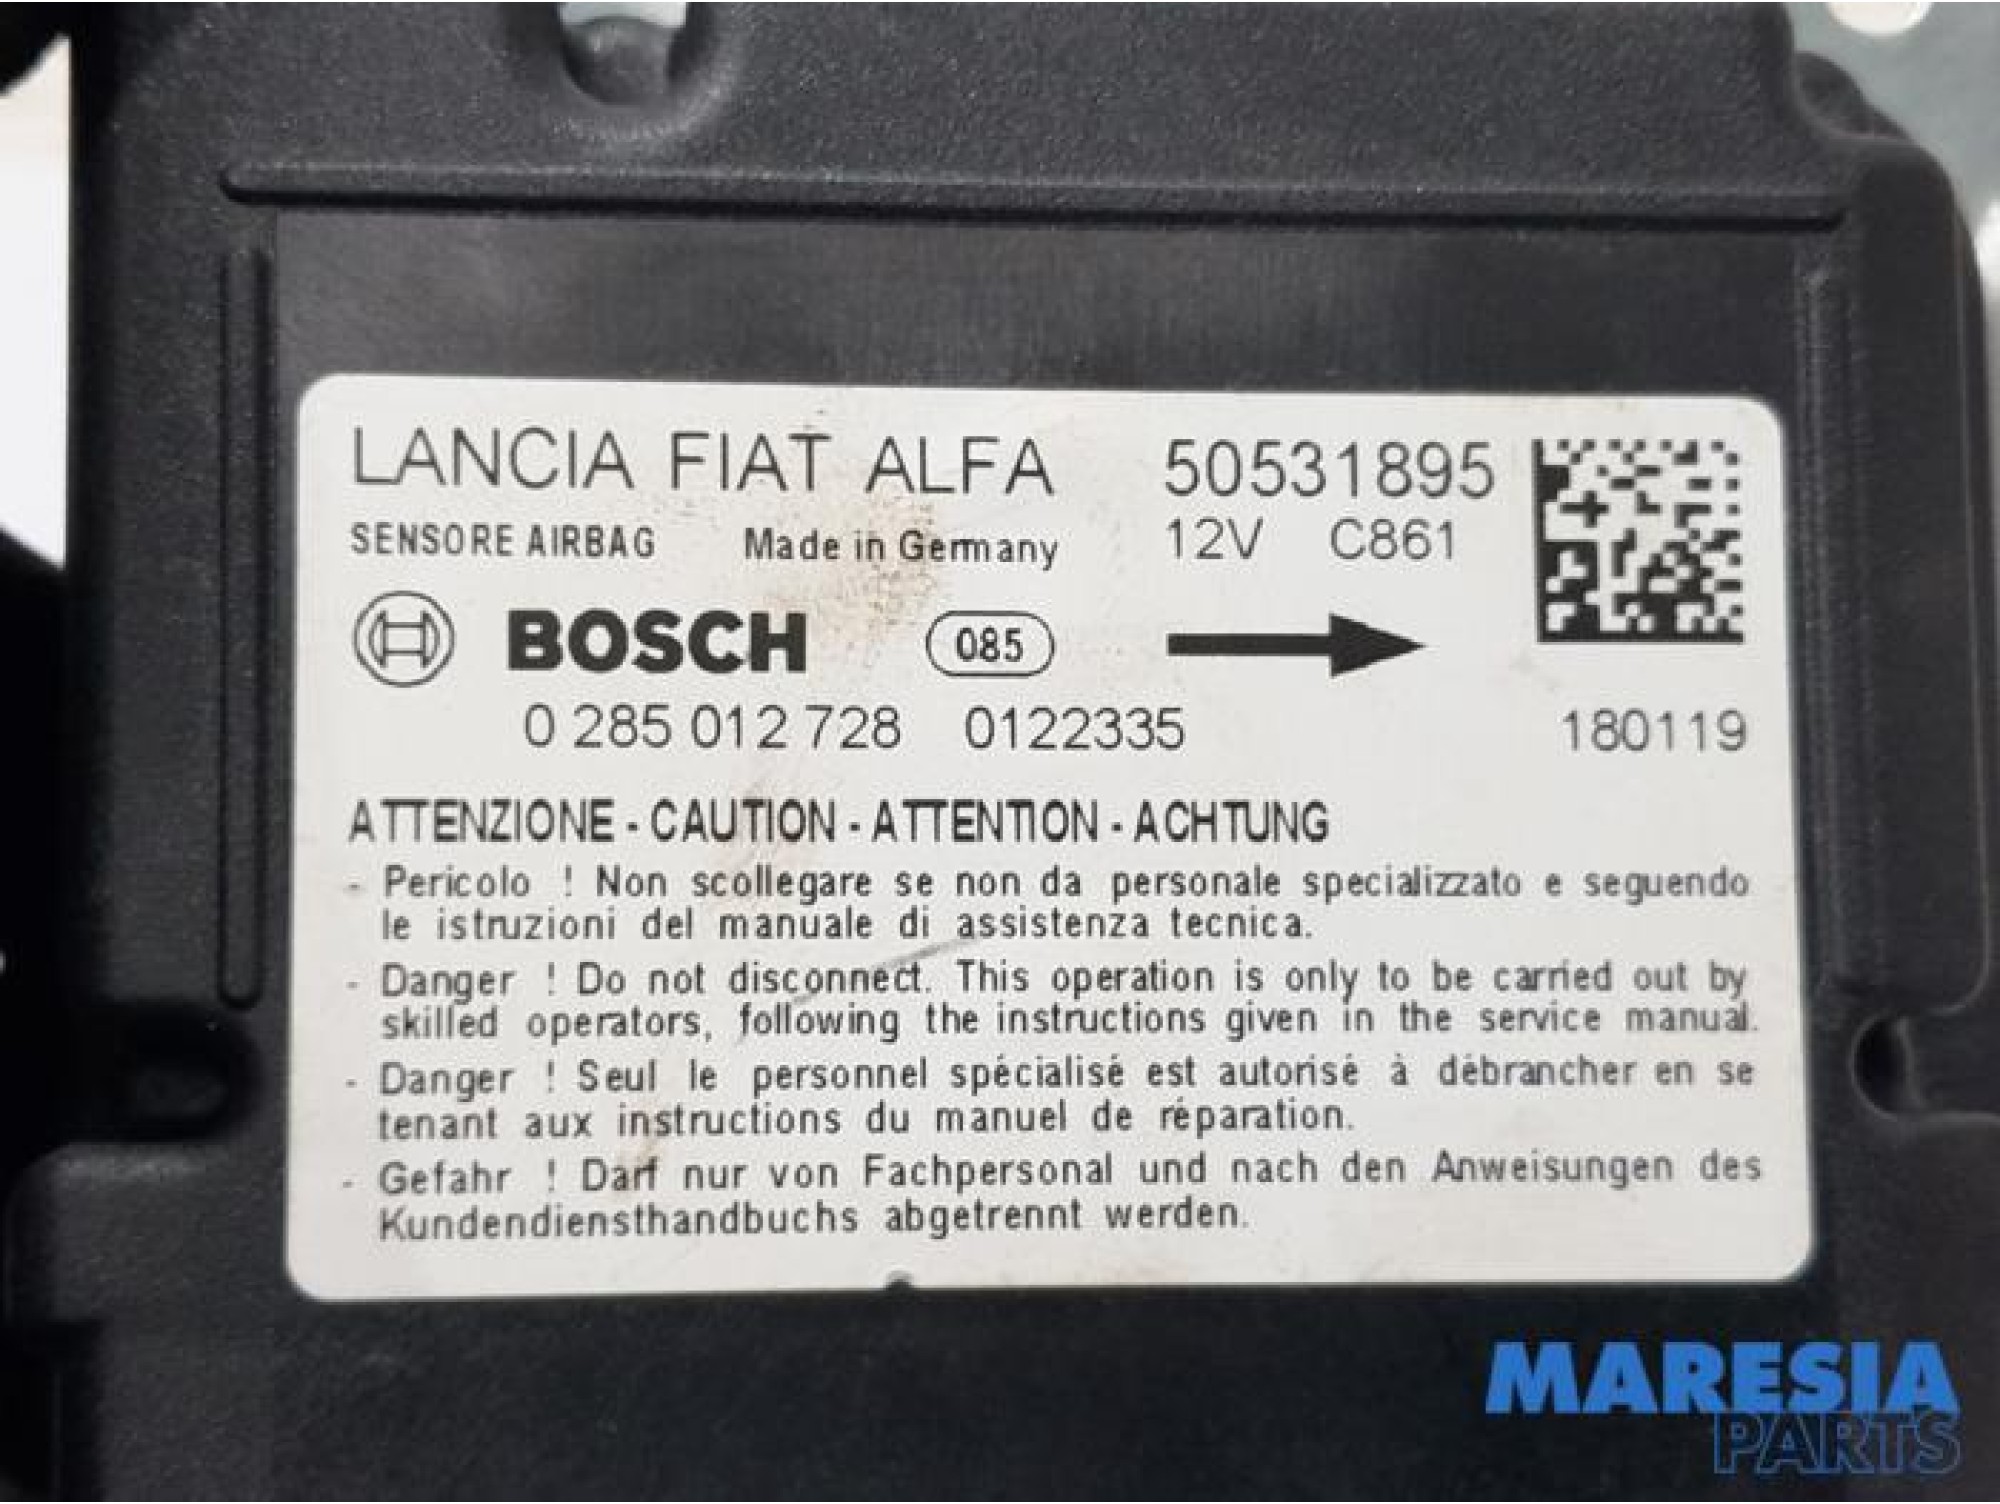 LANCIA FIAT ALFA 50531895
SENSORE AIRBAG Made in Germany 12V C861
BOSCH 085
0 285 012 728 0122335 180119
ATTENZIONE - CAUTION - ATTENTION - ACHTUNG
- Pericolo ! Non scollegare se non da personale specializzato e seguendo
le istruzioni del manuale di assistenza tecnica.
- Danger ! Do not disconnect. This operation is only to be carried out by
skilled operators, following the instructions given in the service manual.
- Danger ! Seul le personnel spécialisé est autorisé à débrancher en se
tenant aux instructions du manuel de réparation.
- Gefahr ! Darf nur von Fachpersonal und nach den Anweisungen des
Kundendiensthandbuchs abgetrennt werden.
MARESIA
PARTS